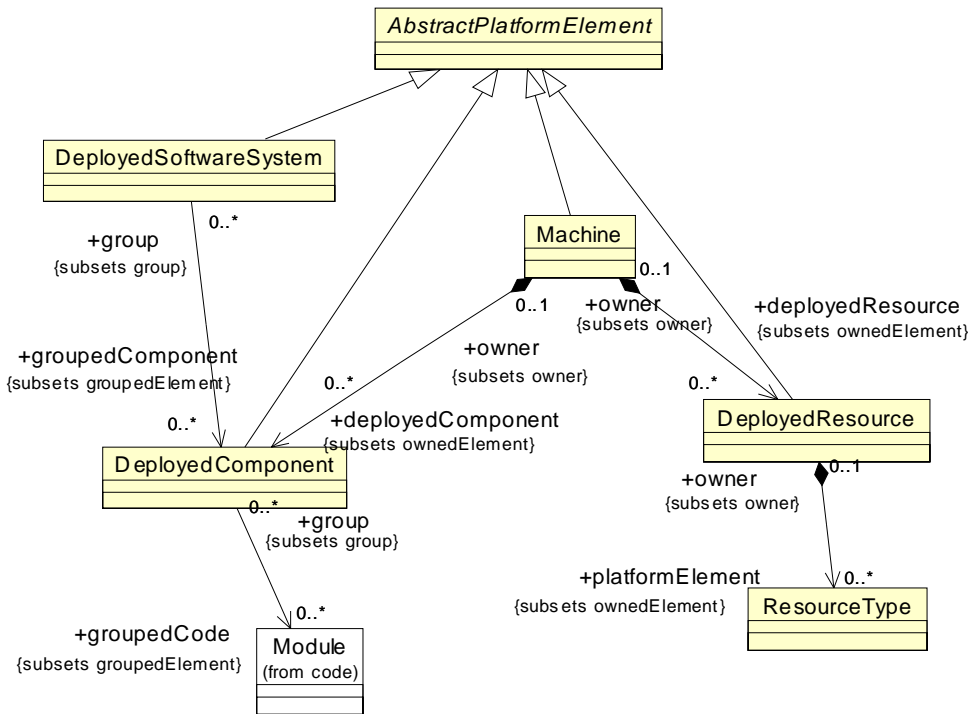 AbstractPlatformElement
DeployedSoftwareSystem
0..*
+group
{subsets group}
Machine
0..1
0..1
+owner
{subsets owner}
+deployedResource
{subsets ownedElement}
+groupedComponent
{subsets groupedElement}
+owner
{subsets owner}
0..*
0..*
0..*
+deployedComponent
{subsets ownedElement}
DeployedResource
DeployedComponent
0..1
+owner
{subsets owner}
0..*
+group
{subsets group}
+platformElement
{subsets ownedElement}
0..*
ResourceType
0..*
+groupedCode
{subsets groupedElement}
Module
(from code)